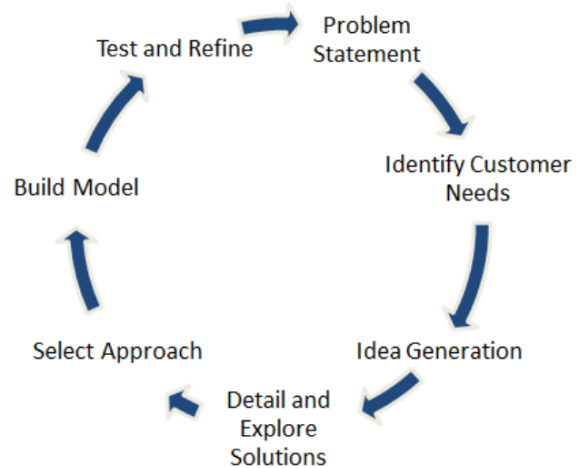 Problem
Statement
Identify Customer
Needs
Idea Generation
Detail and
Explore
Solutions
Select Approach
Build Model
Test and Refine